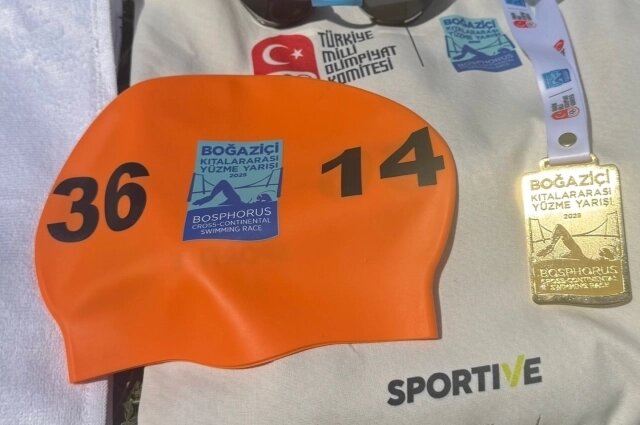 TÜRKİYE
MİLLİ
OLİMPİYAT
KOMİTESİ
BOĞAZİÇİ
KITALARARASI
YÜZME YARIŞI
36
14
BOĞAZİÇİ
KITALARARASI
YÜZME YARIŞI
2025
BOSPHORUS
CROSS-CONTINENTAL
SWIMMING RACE
BOĞAZİÇİ
KITALARARASI
YÜZME YARIŞI
2025
BOSPHORUS
CROSS-CONTINENTAL
SWIMMING RACE
SPORTIVE